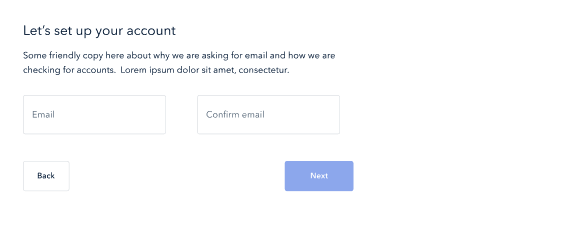 Let’s set up your account
Some friendly copy here about why we are asking for email and how we are
checking for accounts.  Lorem ipsum dolor sit amet, consectetur.
Email
Confirm email
Back
Next